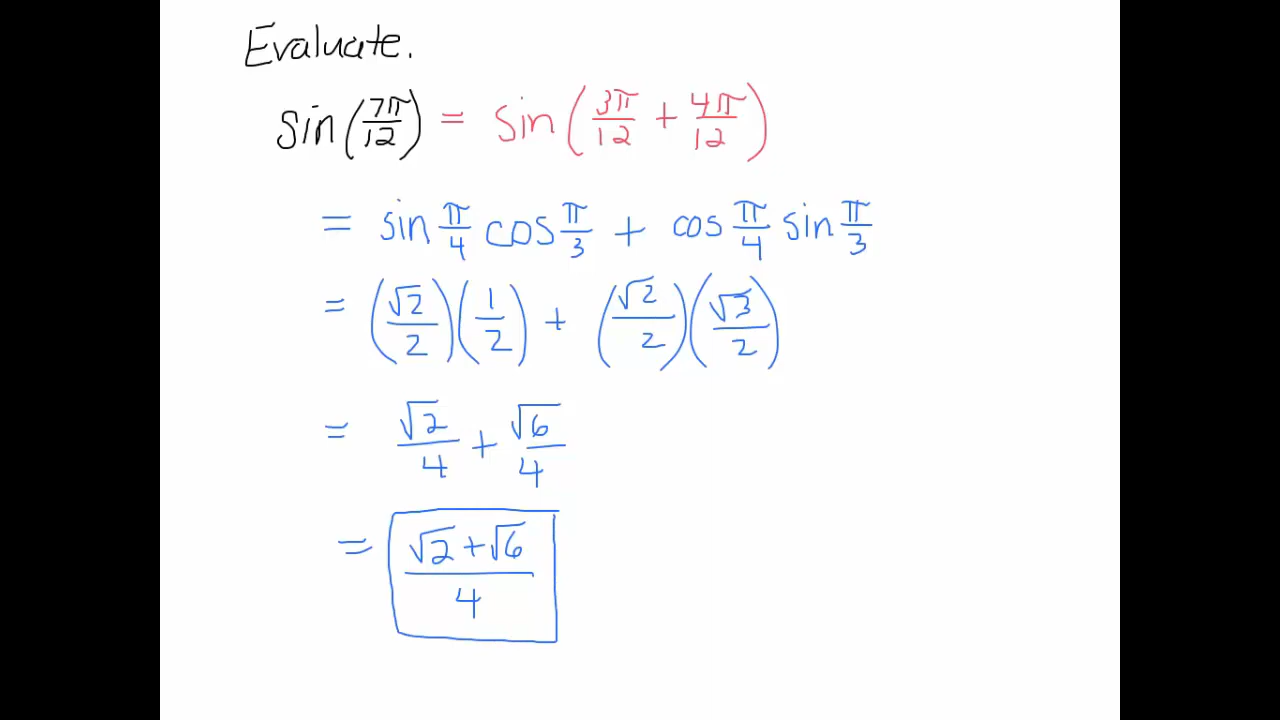 Evaluate.
sin(7π/12) = sin(3π/12 + 4π/12)
= sin π/4 cos π/3 + cos π/4 sin π/3
= (√2/2)(1/2) + (√2/2)(√3/2)
= √2/4 + √6/4
= (√2 + √6)/4